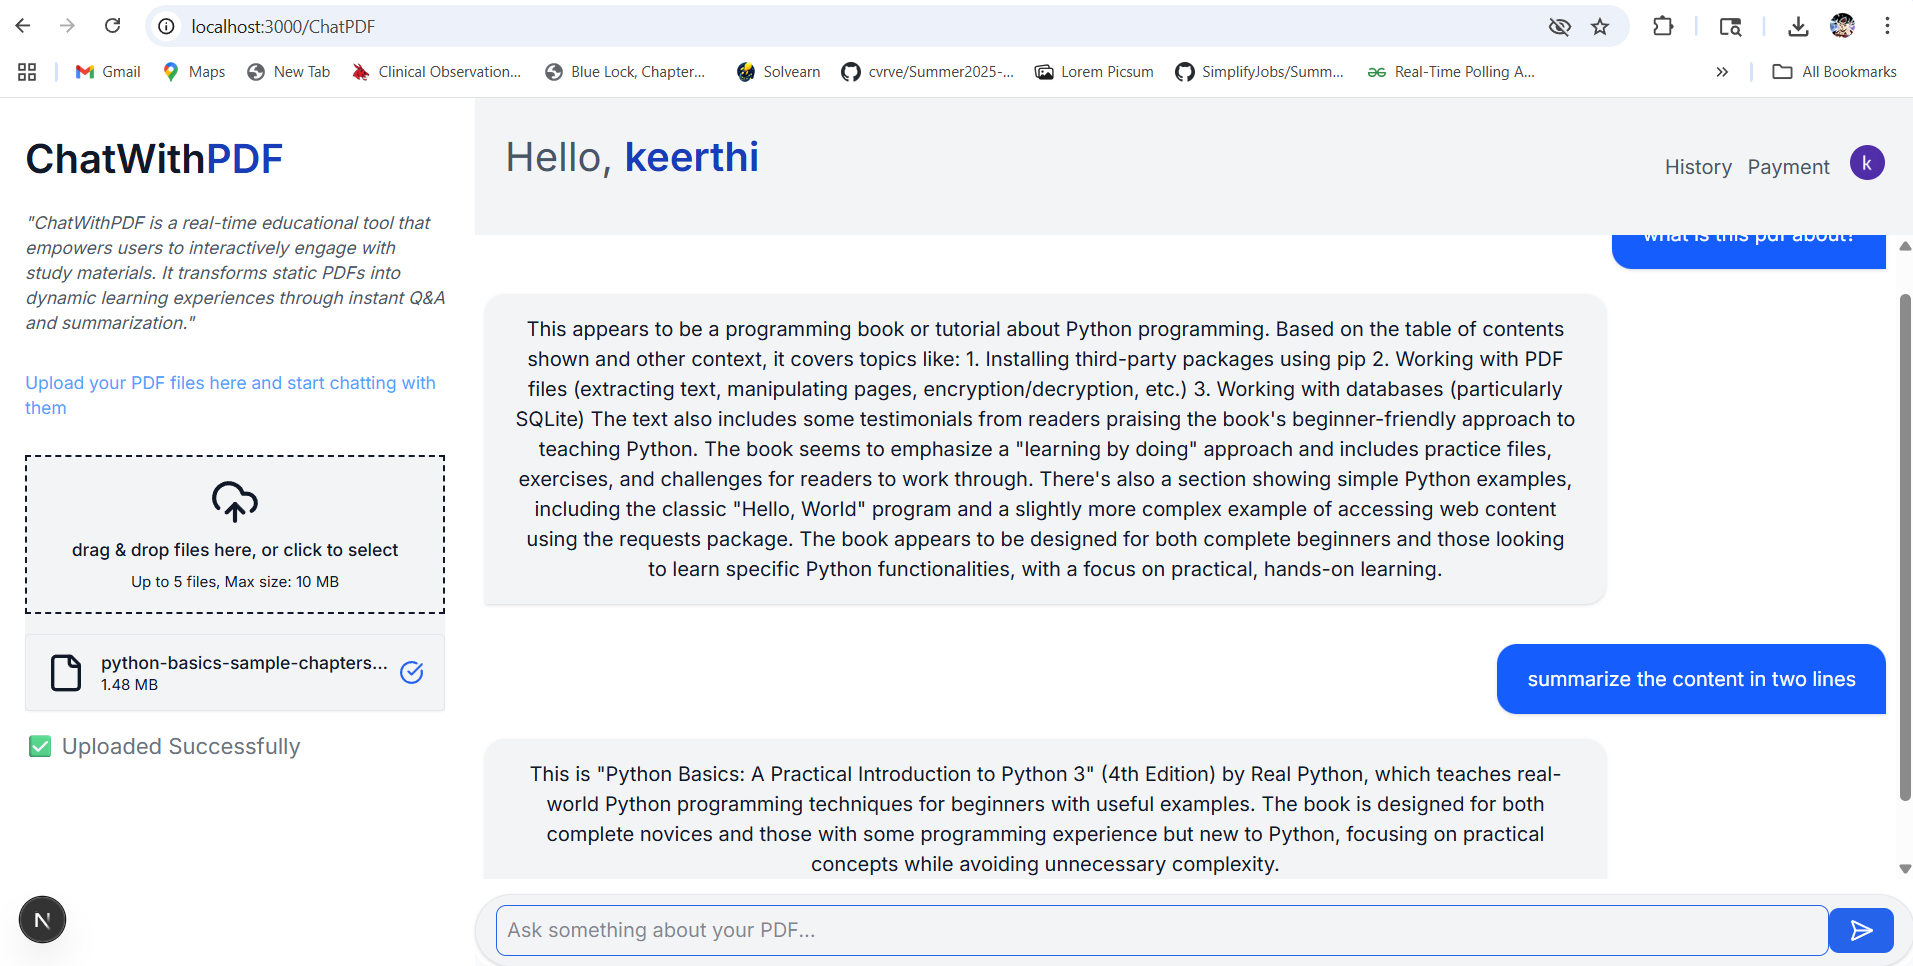 localhost:3000/ChatPDF
Gmail
Maps
New Tab
Clinical Observation...
Blue Lock, Chapter...
Solvearn
cvrve/Summer2025-...
Lorem Picsum
SimplifyJobs/Summ...
Real-Time Polling A...
All Bookmarks
ChatWithPDF
"ChatWithPDF is a real-time educational tool that
empowers users to interactively engage with
study materials. It transforms static PDFs into
dynamic learning experiences through instant Q&A
and summarization."
Upload your PDF files here and start chatting with
them
drag & drop files here, or click to select
Up to 5 files, Max size: 10 MB
python-basics-sample-chapters...
1.48 MB
✅ Uploaded Successfully
N
Hello, keerthi
History
Payment
k
what is this pdf about?
This appears to be a programming book or tutorial about Python programming. Based on the table of contents
shown and other context, it covers topics like: 1. Installing third-party packages using pip 2. Working with PDF
files (extracting text, manipulating pages, encryption/decryption, etc.) 3. Working with databases (particularly
SQLite) The text also includes some testimonials from readers praising the book's beginner-friendly approach to
teaching Python. The book seems to emphasize a "learning by doing" approach and includes practice files,
exercises, and challenges for readers to work through. There's also a section showing simple Python examples,
including the classic "Hello, World" program and a slightly more complex example of accessing web content
using the requests package. The book appears to be designed for both complete beginners and those looking
to learn specific Python functionalities, with a focus on practical, hands-on learning.
summarize the content in two lines
This is "Python Basics: A Practical Introduction to Python 3" (4th Edition) by Real Python, which teaches real-
world Python programming techniques for beginners with useful examples. The book is designed for both
complete novices and those with some programming experience but new to Python, focusing on practical
concepts while avoiding unnecessary complexity.
Ask something about your PDF...